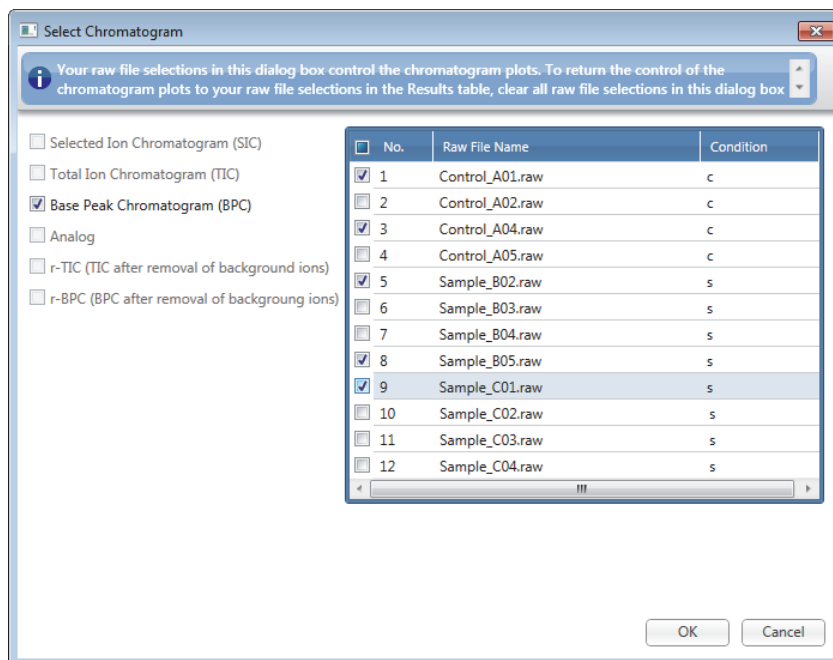 Select Chromatogram
Your raw file selections in this dialog box control the chromatogram plots. To return the control of the
chromatogram plots to your raw file selections in the Results table, clear all raw file selections in this dialog box
Selected Ion Chromatogram (SIC)
Total Ion Chromatogram (TIC)
Base Peak Chromatogram (BPC)
Analog
r-TIC (TIC after removal of background ions)
r-BPC (BPC after removal of backgroung ions)
No. Raw File Name Condition
1 Control_A01.raw c
2 Control_A02.raw c
3 Control_A04.raw c
4 Control_A05.raw c
5 Sample_B02.raw s
6 Sample_B03.raw s
7 Sample_B04.raw s
8 Sample_B05.raw s
9 Sample_C01.raw s
10 Sample_C02.raw s
11 Sample_C03.raw s
12 Sample_C04.raw s
OK Cancel